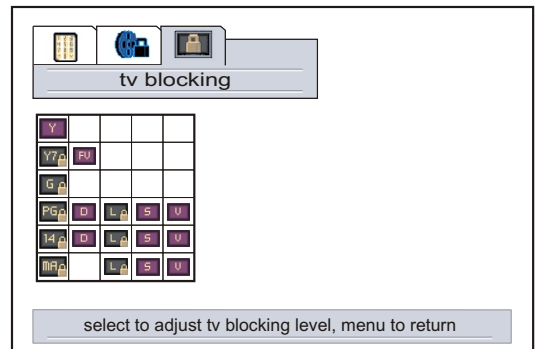 tv blocking
Y
Y7 FV
G
PG D L S V
14 D L S V
MA L S V
select to adjust tv blocking level, menu to return